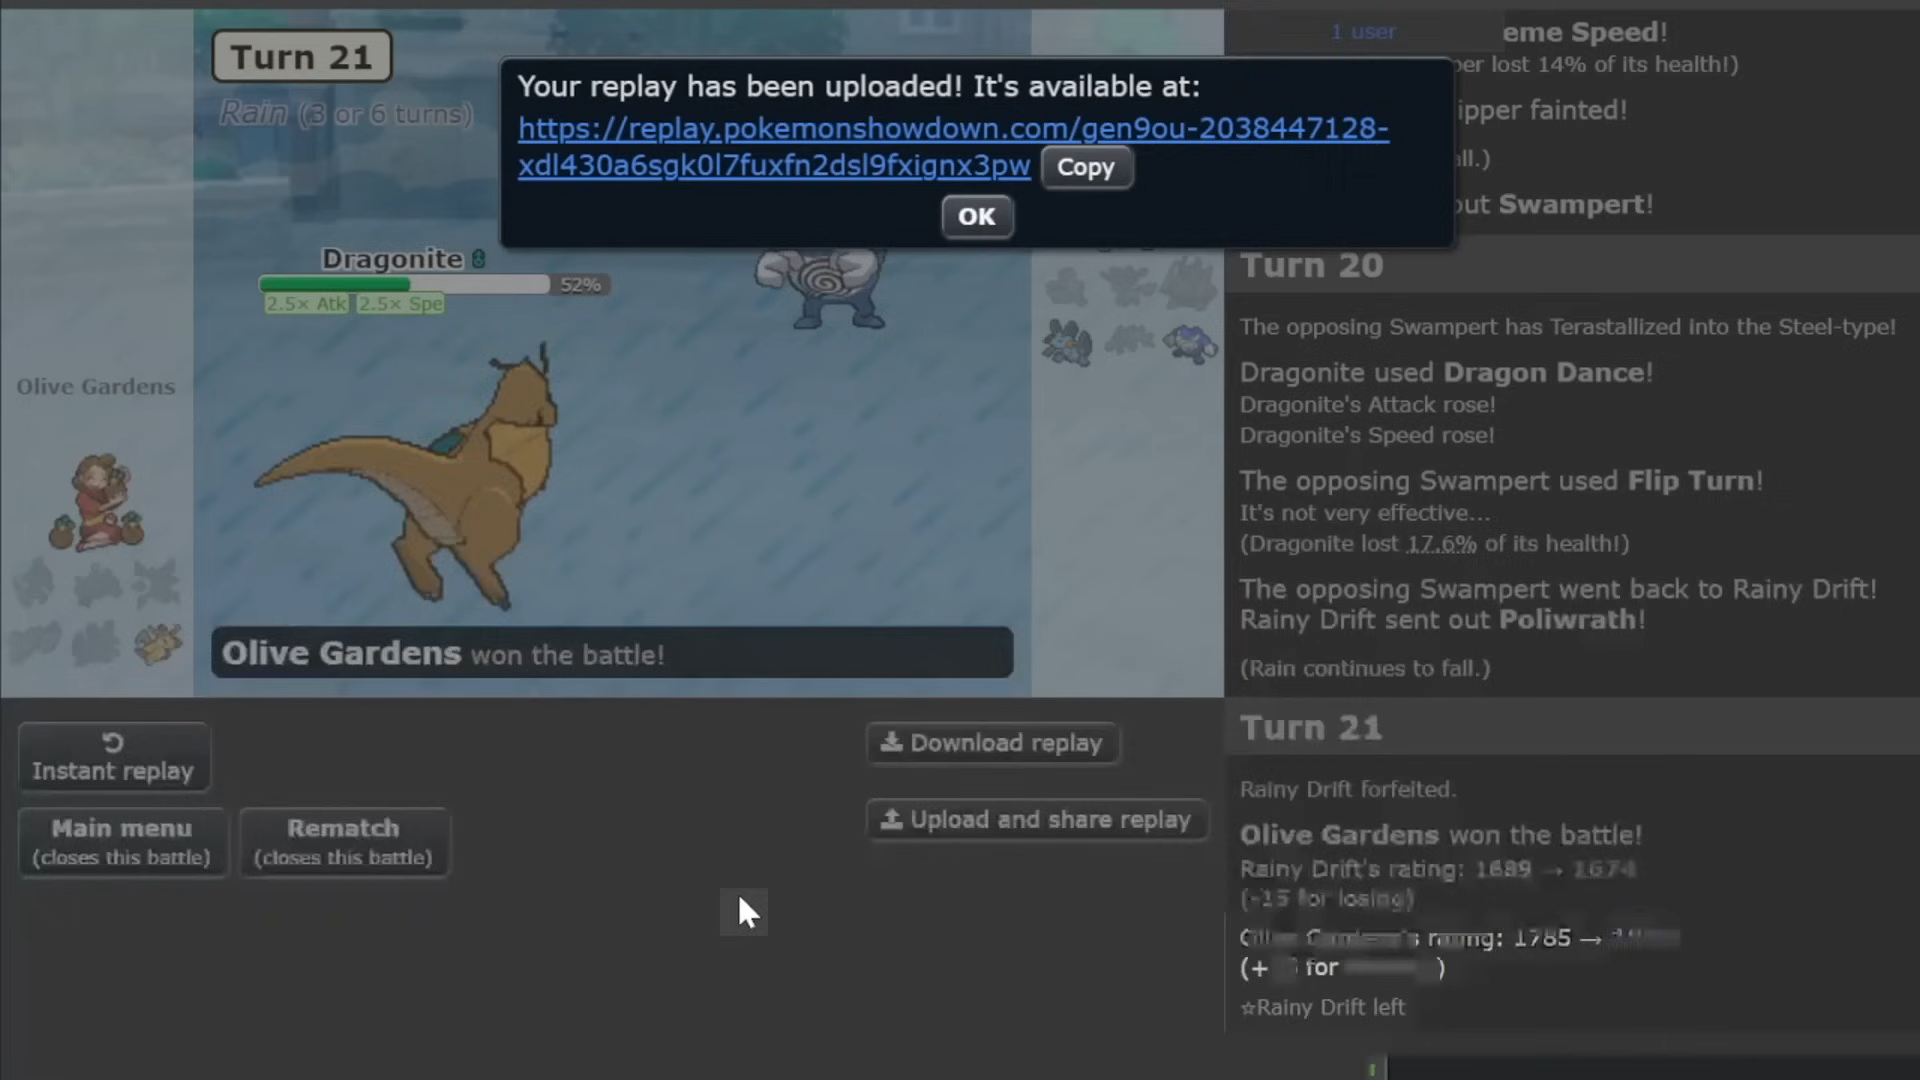 Turn 21
Rain (3 or 6 turns)
Your replay has been uploaded! It's available at:
https://replay.pokemonshowdown.com/gen9ou-2038447128-
xdl430a6sgk0l7fuxfn2dsl9fxignx3pw Copy
OK
Dragonite
52%
2.5× Atk 2.5× Spe
Olive Gardens
Olive Gardens won the battle!
Instant replay
Main menu
(closes this battle)
Rematch
(closes this battle)
Download replay
Upload and share replay
1 user
eme Speed!
er lost 14% of its health!)
ipper fainted!
ll.)
out Swampert!
Turn 20
The opposing Swampert has Terastallized into the Steel-type!
Dragonite used Dragon Dance!
Dragonite's Attack rose!
Dragonite's Speed rose!
The opposing Swampert used Flip Turn!
It's not very effective...
(Dragonite lost 17.6% of its health!)
The opposing Swampert went back to Rainy Drift!
Rainy Drift sent out Poliwrath!
(Rain continues to fall.)
Turn 21
Rainy Drift forfeited.
Olive Gardens won the battle!
Rainy Drift's rating: 1689 → 1674
(-15 for losing)
rating: 1785 →
(+ for )
☆Rainy Drift left